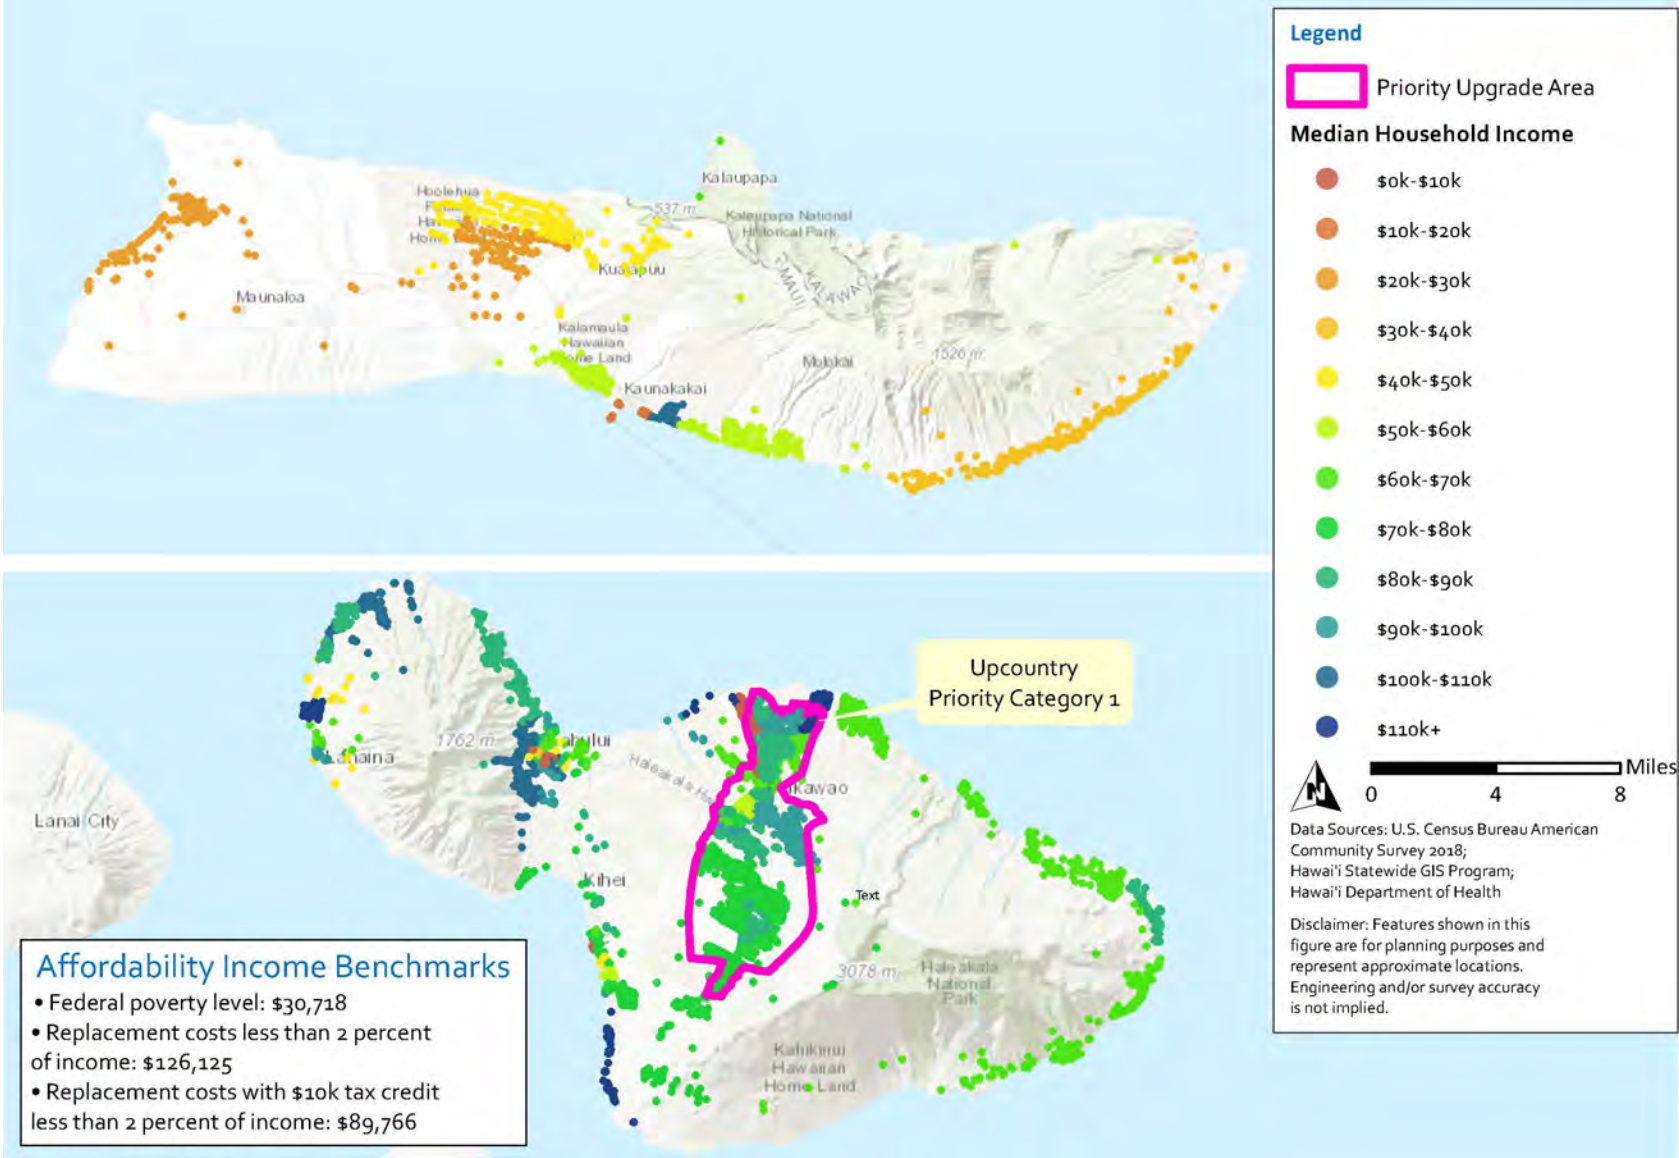 Legend
Priority Upgrade Area
Median Household Income
$0k-$10k
$10k-$20k
$20k-$30k
$30k-$40k
$40k-$50k
$50k-$60k
$60k-$70k
$70k-$80k
$80k-$90k
$90k-$100k
$100k-$110k
$110k+
N
Miles
0 4 8
Data Sources: U.S. Census Bureau American
Community Survey 2018;
Hawai'i Statewide GIS Program;
Hawai'i Department of Health
Disclaimer: Features shown in this
figure are for planning purposes and
represent approximate locations.
Engineering and/or survey accuracy
is not implied.
Kalaupapa
Hoolehua
537 m
Kalaupapa National
Historical Park
Kualapuu
MAUI
KALAWAO
Maunaloa
Kalamaula
Hawaiian
Home Land
Molokai
1526 m
Kaunakakai
Upcountry
Priority Category 1
1762 m
Lahaina
Lanai City
Kihei
Text
3078 m
Haleakala
National
Park
Kahikinui
Hawaiian
Home Land
Affordability Income Benchmarks
• Federal poverty level: $30,718
• Replacement costs less than 2 percent
of income: $126,125
• Replacement costs with $10k tax credit
less than 2 percent of income: $89,766